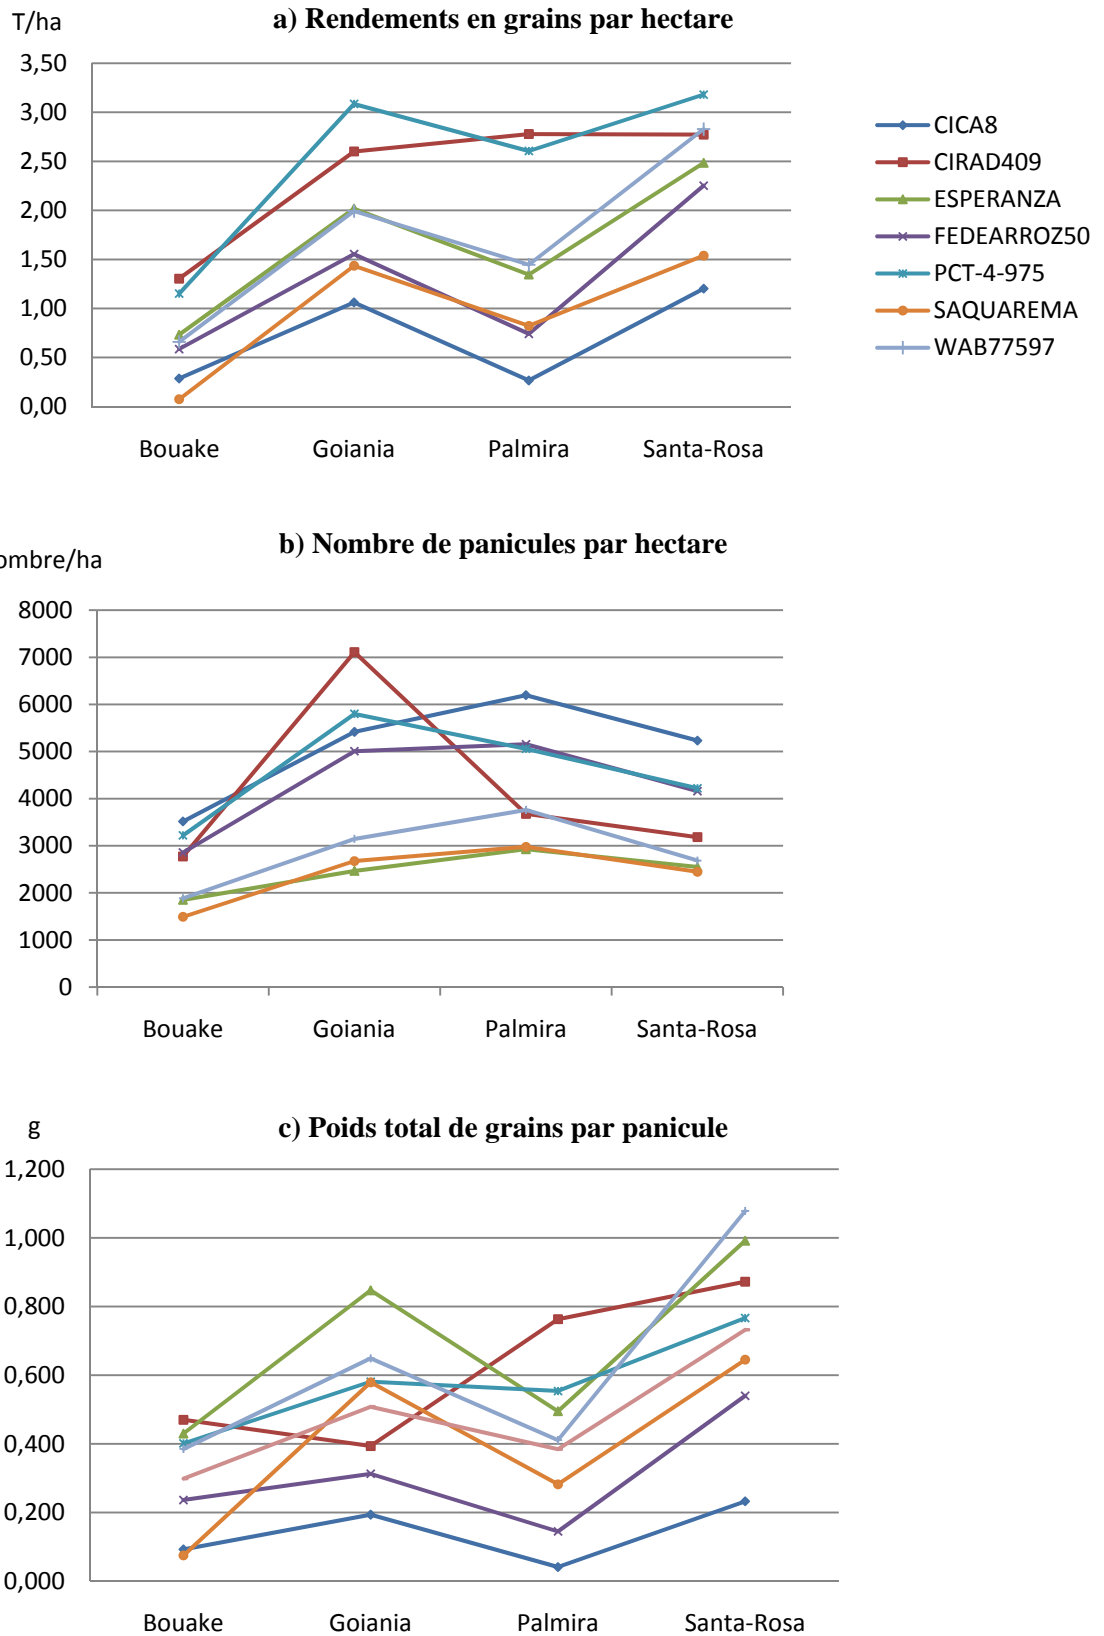 T/ha
a) Rendements en grains par hectare
3,50
3,00
2,50
2,00
1,50
1,00
0,50
0,00
Bouake Goiania Palmira Santa-Rosa
CICA8
CIRAD409
ESPERANZA
FEDEARROZ50
PCT-4-975
SAQUAREMA
WAB77597
b) Nombre de panicules par hectare
ombre/ha
8000
7000
6000
5000
4000
3000
2000
1000
0
Bouake Goiania Palmira Santa-Rosa
g
c) Poids total de grains par panicule
1,200
1,000
0,800
0,600
0,400
0,200
0,000
Bouake Goiania Palmira Santa-Rosa